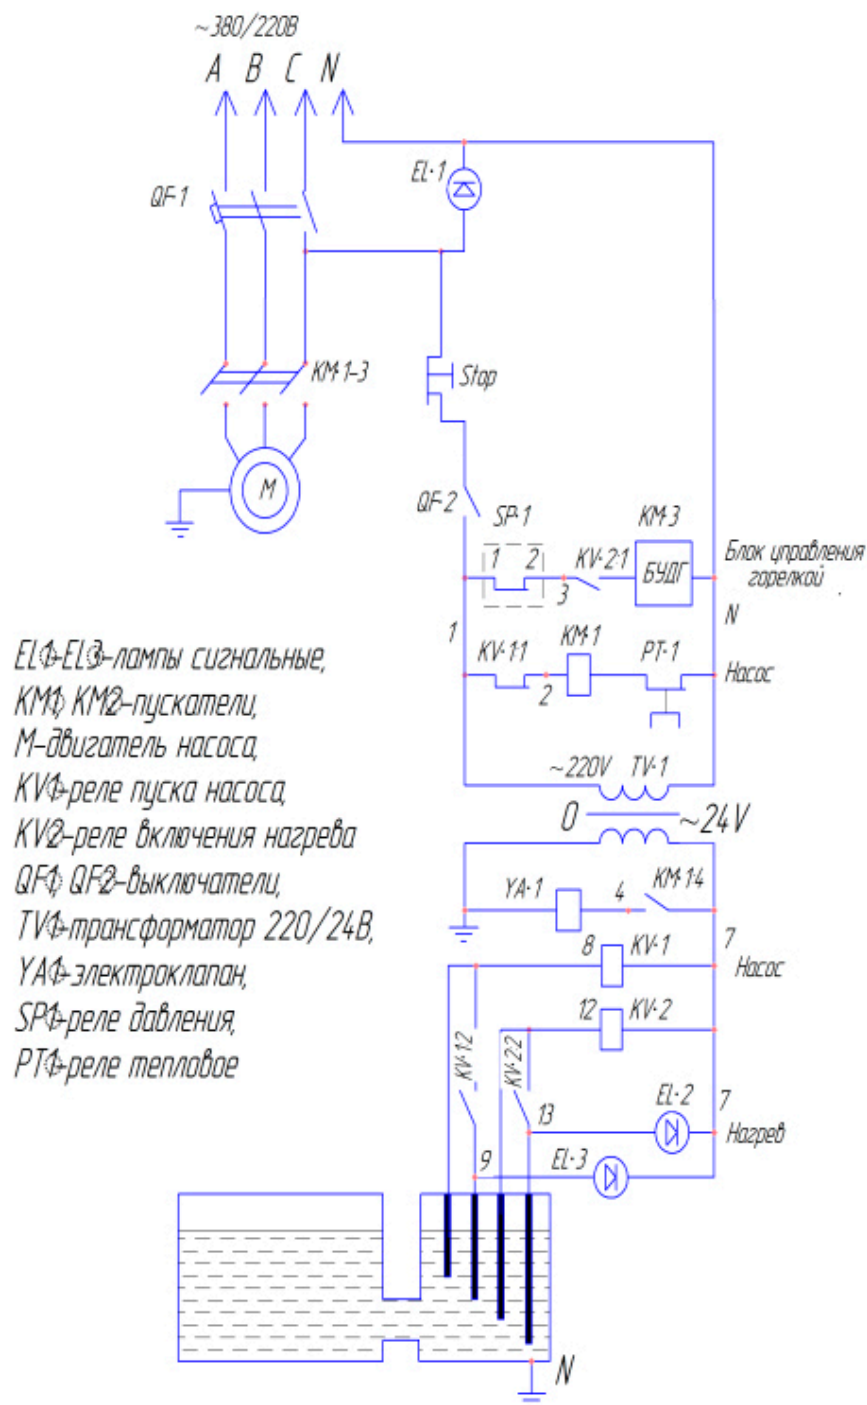 ~380/220В
A B C N
EL-1
QF-1
KM-1-3
Stop
M
QF-2
SP-1
KM-3
1 2
KV-2.1
БУДГ
Блок управления
горелкой
3
N
1
KV-1.1
KM-1
PT-1
Насос
2
~220V TV-1
0
~24V
YA-1
4
KM-1.4
7
8
KV-1
Насос
12
KV-2
KV-1.2
KV-2.2
EL-2
7
13
Нагрев
9
EL-3
N
EL1-EL3-лампы сигнальные,
KM1, KM2-пускатели,
М-двигатель насоса,
KV1-реле пуска насоса,
KV2-реле включения нагрева
QF1, QF2-выключатели,
TV1-трансформатор 220/24В,
YA1-электроклапан,
SP1-реле давления,
PT1-реле тепловое